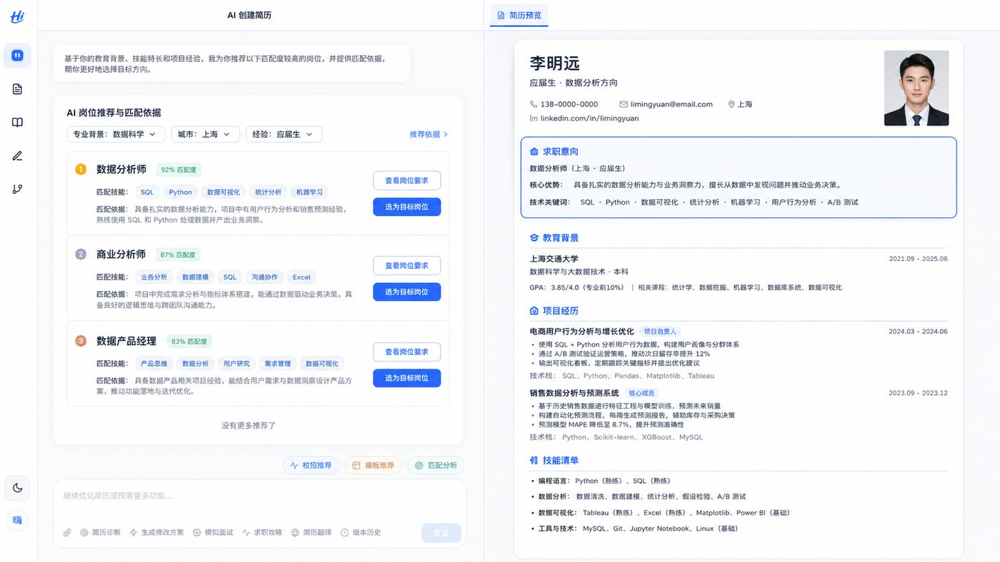 Hi
AI 创建简历
简历预览
基于你的教育背景、技能特长和项目经验，我为你推荐以下匹配度较高的岗位，并提供匹配依据，
帮你更好地选择目标方向。
AI 岗位推荐与匹配依据
专业背景：数据科学
城市：上海
经验：应届生
推荐依据
1
数据分析师
92% 匹配度
查看岗位要求
匹配技能：
SQL
Python
数据可视化
统计分析
机器学习
选为目标岗位
匹配依据：具备扎实的数据分析能力，项目中有用户行为分析和销售预测经验，
熟练使用 SQL 和 Python 处理数据并产出业务洞察。
2
商业分析师
87% 匹配度
查看岗位要求
匹配技能：
业务分析
数据建模
SQL
沟通协作
Excel
选为目标岗位
匹配依据：项目中完成需求分析与指标体系搭建，能通过数据驱动业务决策，具
备良好的逻辑思维与跨团队沟通能力。
3
数据产品经理
83% 匹配度
查看岗位要求
匹配技能：
产品思维
数据分析
用户研究
需求管理
数据可视化
选为目标岗位
匹配依据：具备数据产品相关项目经验，能结合用户需求与数据洞察设计产品方
案，推动功能落地与迭代优化。
没有更多推荐了
校招推荐
模板推荐
匹配分析
继续优化简历或探索更多功能...
简历诊断
生成修改方案
模拟面试
求职攻略
简历翻译
版本历史
发送
嗨
李明远
应届生 · 数据分析方向
138-0000-0000
limingyuan@email.com
上海
linkedin.com/in/limingyuan
求职意向
数据分析师（上海 · 应届生）
核心优势： 具备扎实的数据分析能力与业务洞察力，擅长从数据中发现问题并推动业务决策。
技术关键词： SQL · Python · 数据可视化 · 统计分析 · 机器学习 · 用户行为分析 · A/B 测试
教育背景
上海交通大学
2021.09 - 2025.06
数据科学与大数据技术 · 本科
GPA：3.85/4.0（专业前10%） | 相关课程：统计学、数据挖掘、机器学习、数据库系统、数据可视化
项目经历
电商用户行为分析与增长优化
项目负责人
2024.03 - 2024.06
• 使用 SQL + Python 分析用户行为数据，构建用户画像与分群体系
• 通过 A/B 测试验证运营策略，推动次日留存率提升 12%
• 输出可视化看板，定期跟踪关键指标并提出优化建议
技术栈： SQL、Python、Pandas、Matplotlib、Tableau
销售数据分析与预测系统
核心成员
2023.09 - 2023.12
• 基于历史销售数据进行特征工程与模型训练，预测未来销量
• 构建自动化预测流程，每周生成预测报告，辅助库存与采购决策
• 预测模型 MAPE 降低至 8.7%，提升预测准确性
技术栈： Python、Scikit-learn、XGBoost、MySQL
技能清单
• 编程语言： Python（熟练）、SQL（熟练）
• 数据分析： 数据清洗、数据建模、统计分析、假设检验、A/B 测试
• 数据可视化： Tableau（熟练）、Excel（熟练）、Matplotlib、Power BI（基础）
• 工具与技术： MySQL、Git、Jupyter Notebook、Linux（基础）